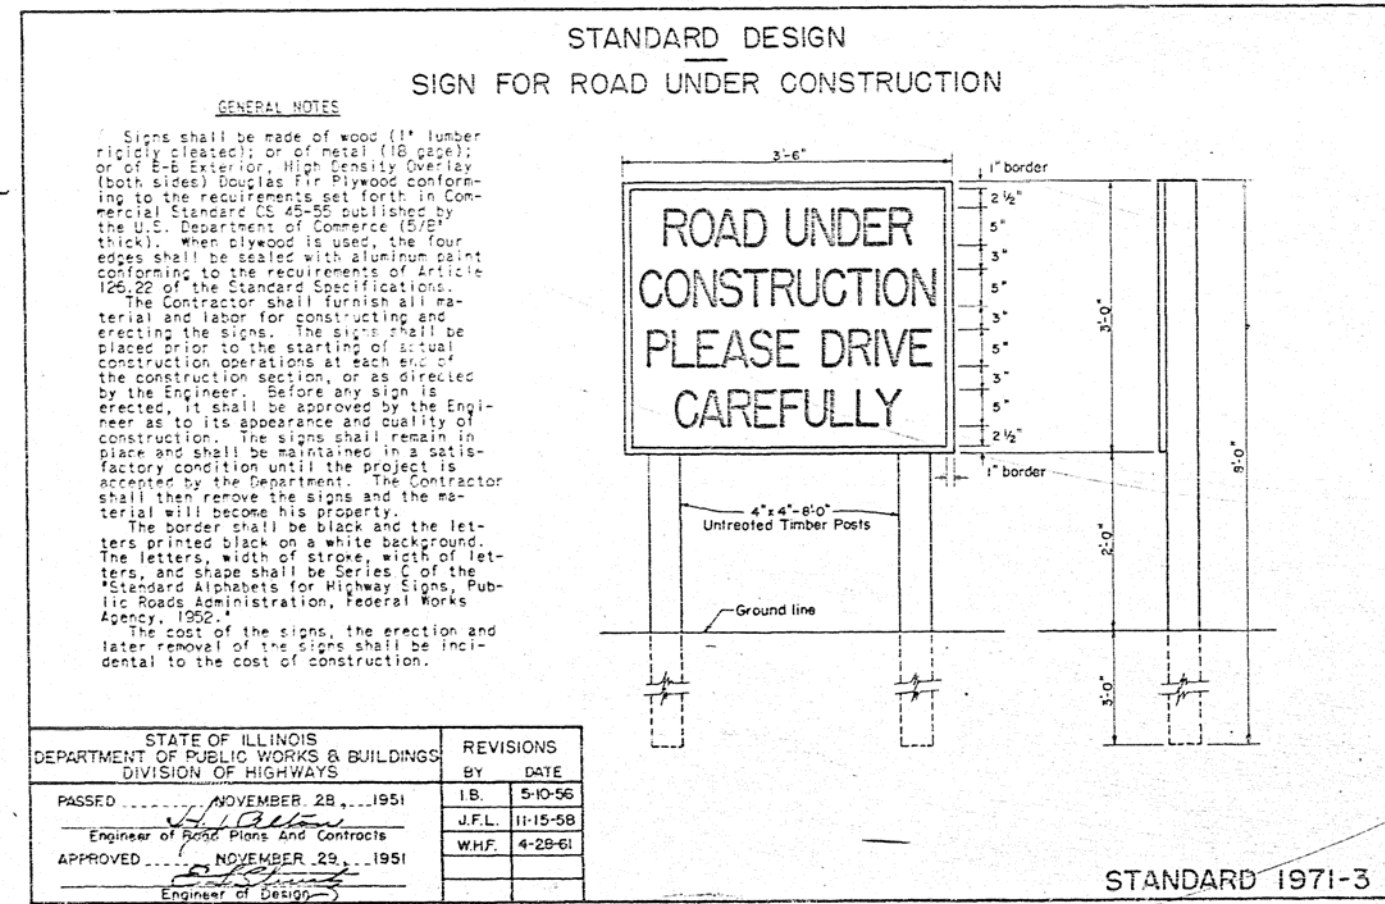 STANDARD DESIGN
SIGN FOR ROAD UNDER CONSTRUCTION
GENERAL NOTES
Signs shall be made of wood (1" lumber
rigidly cleated); or of metal (18 gage);
or of B-B Exterior, High Density Overlay
(both sides) Douglas Fir Plywood conform-
ing to the requirements set forth in Com-
mercial Standard CS 45-55 published by
the U.S. Department of Commerce (5/8"
thick). When plywood is used, the four
edges shall be sealed with aluminum paint
conforming to the requirements of Article
126.22 of the Standard Specifications.
The Contractor shall furnish all ma-
terial and labor for constructing and
erecting the signs. The signs shall be
placed prior to the starting of actual
construction operations at each end of
the construction section, or as directed
by the Engineer. Before any sign is
erected, it shall be approved by the Engi-
neer as to its appearance and quality of
construction. The signs shall remain in
place and shall be maintained in a satis-
factory condition until the project is
accepted by the Department. The Contractor
shall then remove the signs and the ma-
terial will become his property.
The border shall be black and the let-
ters printed black on a white background.
The letters, width of stroke, width of let-
ters, and shape shall be Series C of the
"Standard Alphabets for Highway Signs, Pub-
lic Roads Administration, Federal Works
Agency, 1952."
The cost of the signs, the erection and
later removal of the signs shall be inci-
dental to the cost of construction.
3'-6"
1" border
2 ½"
5"
3"
5"
3"
5"
3"
5"
2 ½"
1" border
ROAD UNDER
CONSTRUCTION
PLEASE DRIVE
CAREFULLY
3'-0"
2'-0"
3'-0"
8'-0"
4"x 4"-8'-0"
Untreated Timber Posts
Ground line
STATE OF ILLINOIS
DEPARTMENT OF PUBLIC WORKS & BUILDINGS
DIVISION OF HIGHWAYS
PASSED NOVEMBER 28, 1951
Engineer of Road Plans And Contracts
APPROVED NOVEMBER 29, 1951
Engineer of Design
REVISIONS
BY DATE
I.B. 5-10-56
J.F.L. 11-15-58
W.H.F. 4-28-61
STANDARD 1971-3